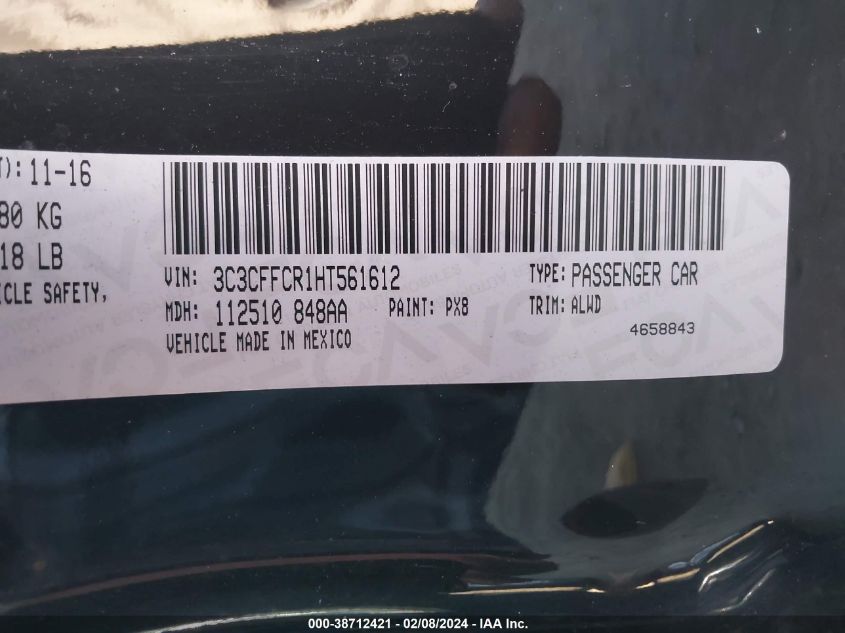 T): 11-16
80 KG
18 LB
ICLE SAFETY,
VIN: 3C3CFFCR1HT561612 TYPE: PASSENGER CAR
MDH: 112510 848AA PAINT: PX8 TRIM: ALWD
VEHICLE MADE IN MEXICO 4658843
000-38712421 - 02/08/2024 - IAA Inc.